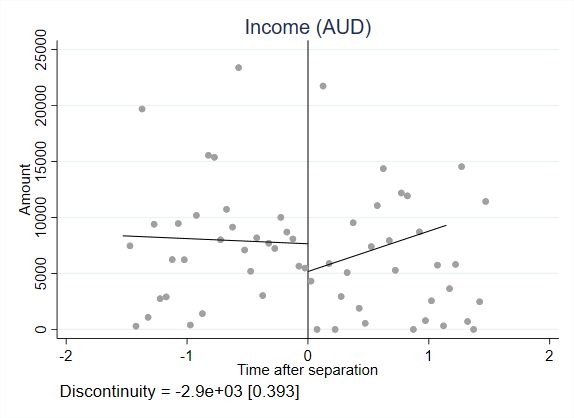 Income (AUD)
25000
20000
15000
10000
5000
0
Amount
-2 -1 0 1 2
Time after separation
Discontinuity = -2.9e+03 [0.393]